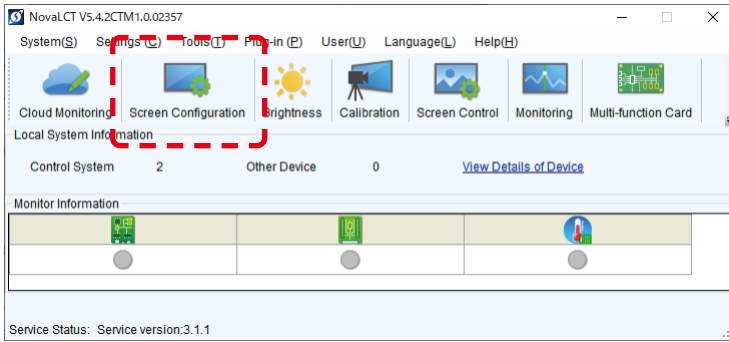 NovaLCT V5.4.2CTM1.0.02357
System(S) Settings (C) Tools(T) Plug-in (P) User(U) Language(L) Help(H)
Cloud Monitoring Screen Configuration Brightness Calibration Screen Control Monitoring Multi-function Card
Local System Information
Control System 2 Other Device 0 View Details of Device
Monitor Information
Service Status: Service version:3.1.1